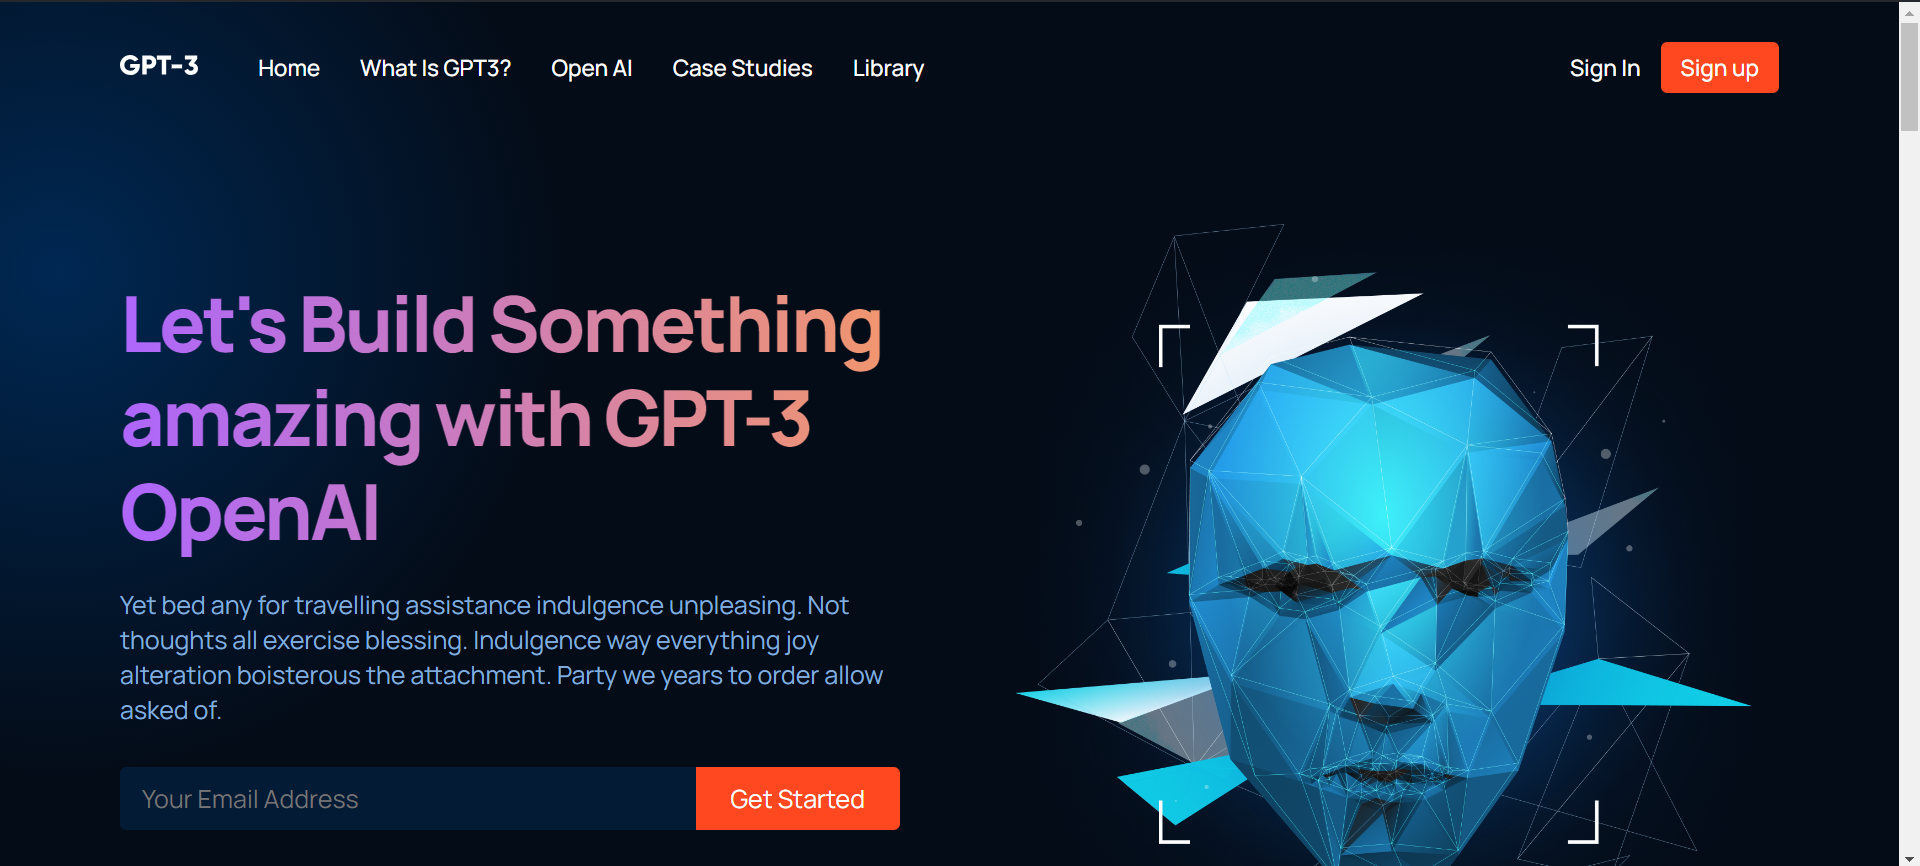 GPT-3 Home What Is GPT3? Open AI Case Studies Library Sign In Sign up
Let's Build Something
amazing with GPT-3
OpenAI
Yet bed any for travelling assistance indulgence unpleasing. Not
thoughts all exercise blessing. Indulgence way everything joy
alteration boisterous the attachment. Party we years to order allow
asked of.
Your Email Address Get Started